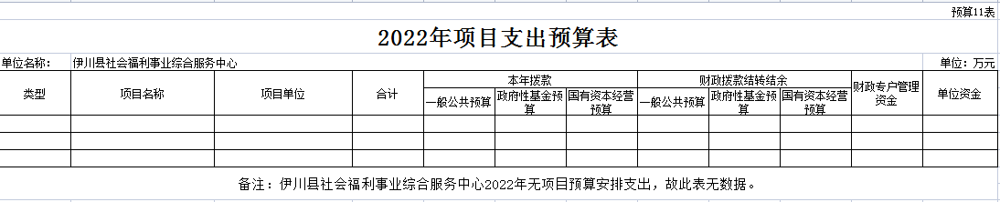 预算11表
2022年项目支出预算表
单位名称： 伊川县社会福利事业综合服务中心 单位：万元
类型 项目名称 项目单位 合计 本年拨款 财政拨款结转结余 财政专户管理资金 单位资金
一般公共预算 政府性基金预算 国有资本经营预算 一般公共预算 政府性基金预算 国有资本经营预算
备注：伊川县社会福利事业综合服务中心2022年无项目预算安排支出，故此表无数据。